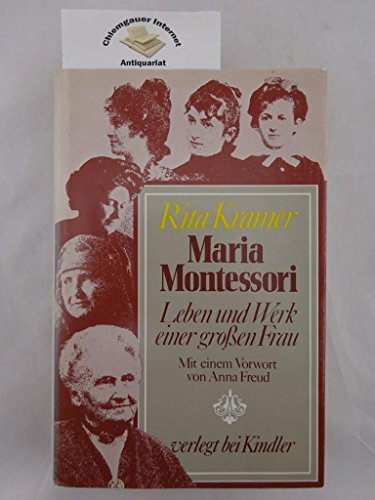 Chiemgauer Internet
Antiquariat
Rita Kramer
Maria
Montessori
Leben und Werk
einer großen Frau
Mit einem Vorwort
von Anna Freud
verlegt bei Kindler